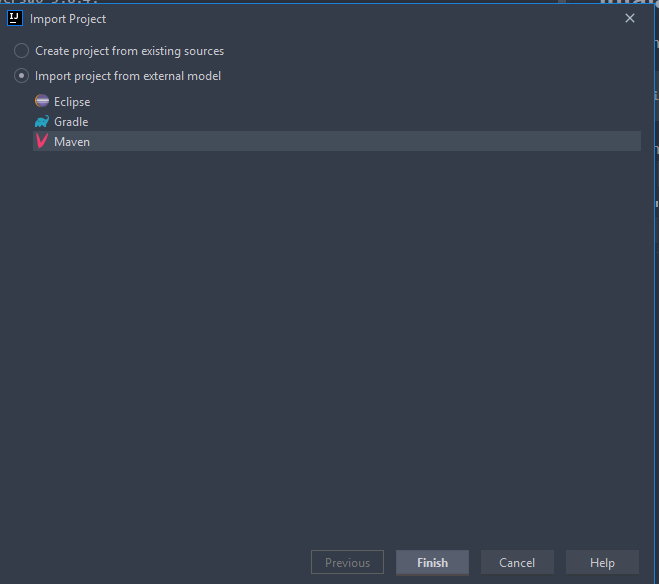 IJ
Import Project
Create project from existing sources
Import project from external model
Eclipse
Gradle
Maven
Previous
Finish
Cancel
Help